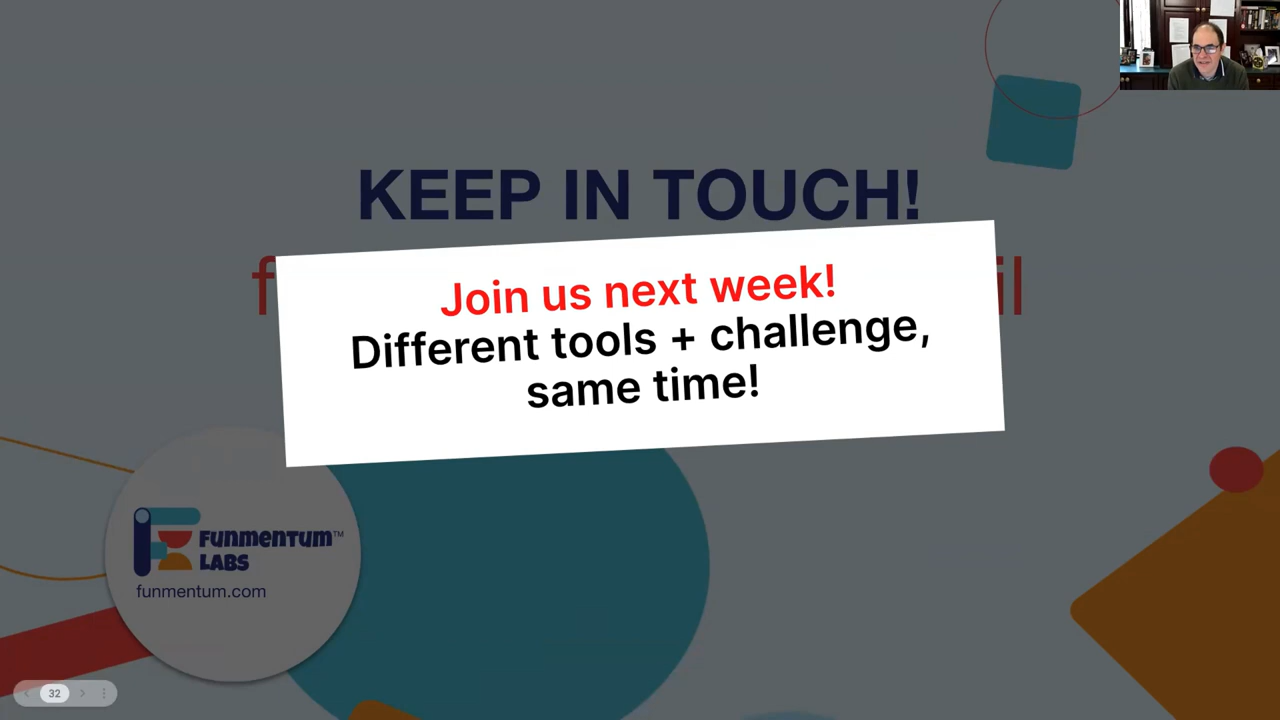 KEEP IN TOUCH!
Join us next week!
Different tools + challenge,
same time!
FUNMENTUM™
LABS
funmentum.com
32